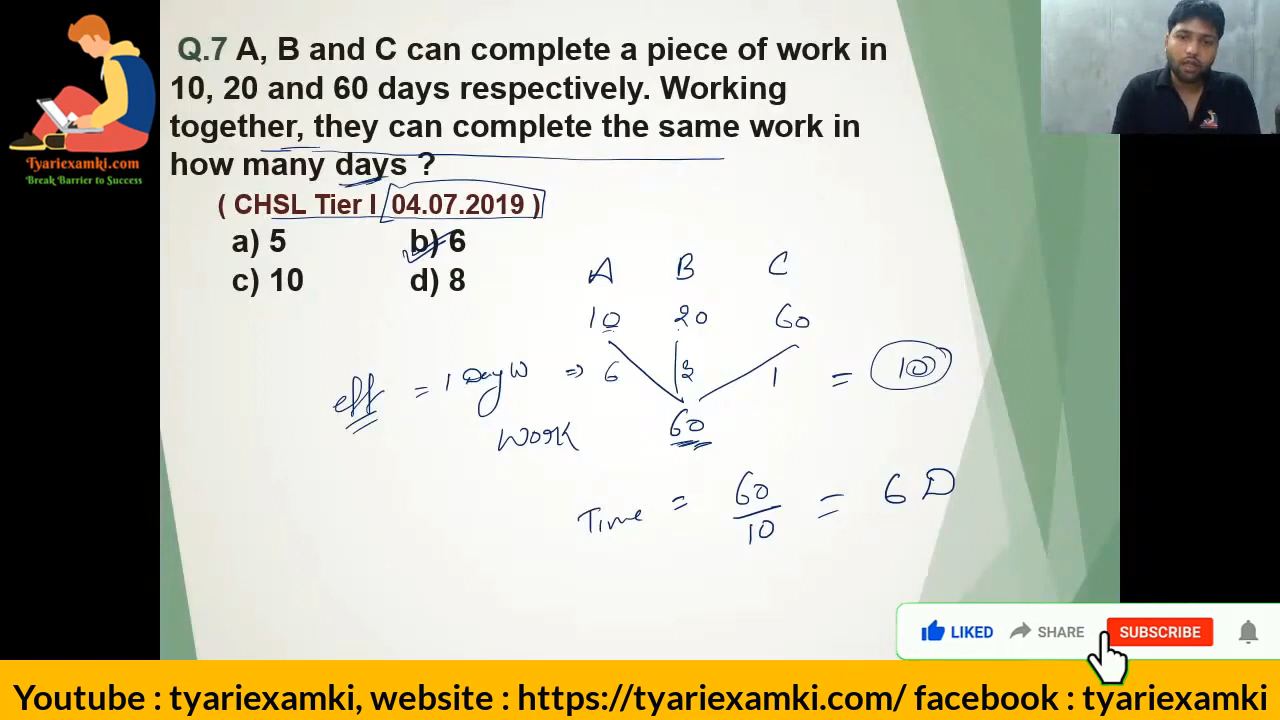 Q.7 A, B and C can complete a piece of work in
10, 20 and 60 days respectively. Working
together, they can complete the same work in
how many days ?
( CHSL Tier I 04.07.2019 )
a) 5 b) 6
c) 10 d) 8
Tyariexamki.com
Break Barrier to Success
A B C
10 20 60
eff = 1 Day W ⇒ 6 3 1 = 10
Work 60
Time = 60/10 = 6 D
LIKED SHARE SUBSCRIBE
Youtube : tyariexamki, website : https://tyariexamki.com/ facebook : tyariexamki